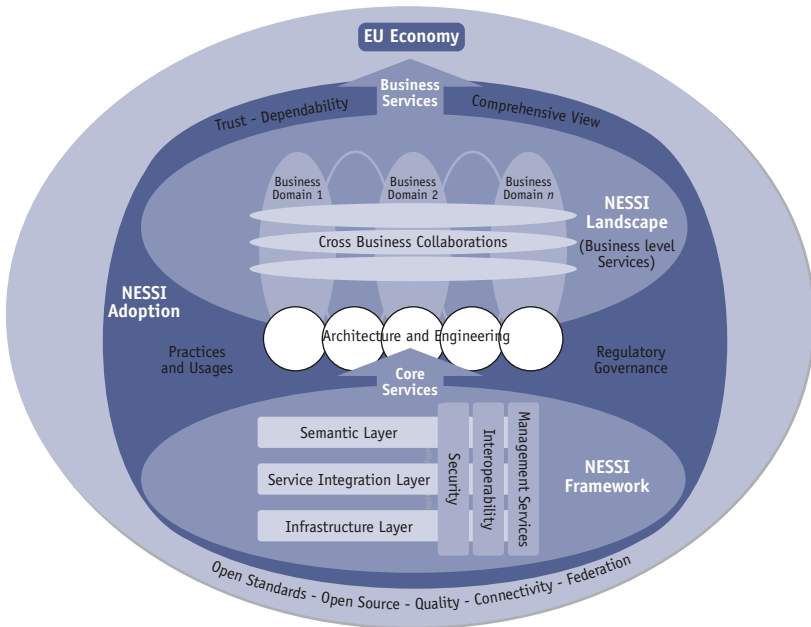 EU Economy
Business
Services
Trust - Dependability
Comprehensive View
Business
Domain 1
Business
Domain 2
Business
Domain n
NESSI
Landscape
(Business level
Services)
Cross Business Collaborations
NESSI
Adoption
Architecture and Engineering
Practices
and Usages
Regulatory
Governance
Core
Services
Semantic Layer
Service Integration Layer
Infrastructure Layer
Security
Interoperability
Management Services
NESSI
Framework
Open Standards - Open Source - Quality - Connectivity - Federation